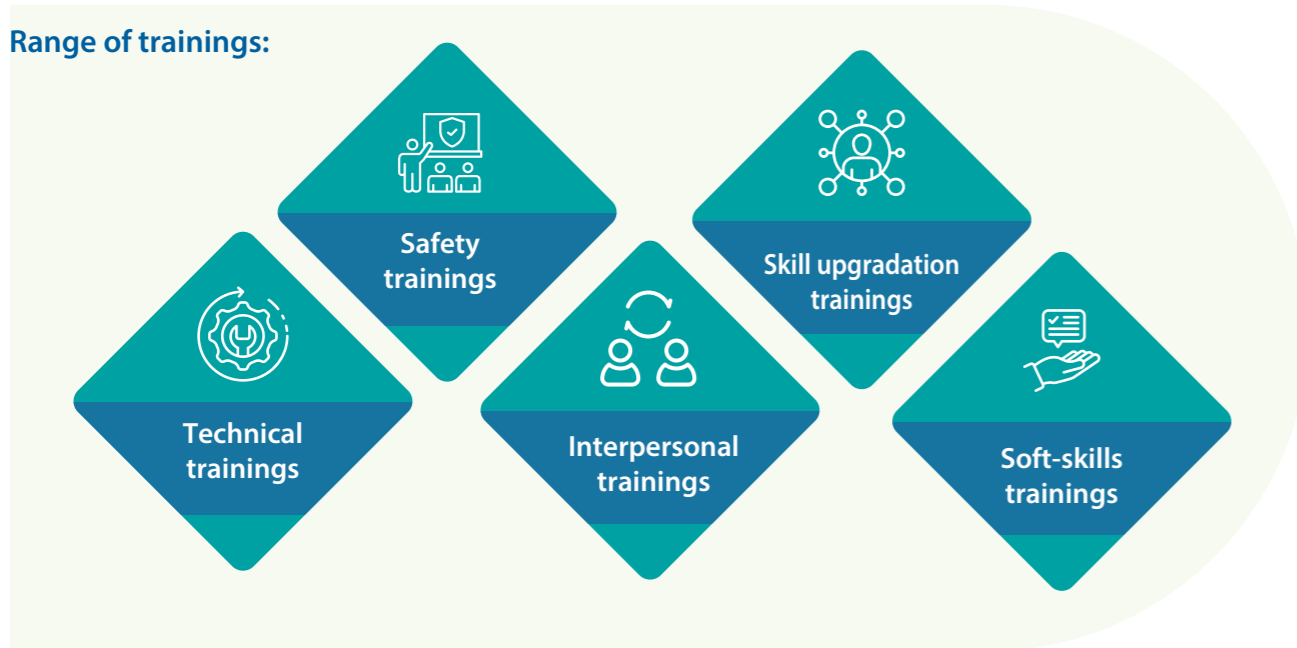 Range of trainings:
Technical
trainings
Safety
trainings
Interpersonal
trainings
Skill upgradation
trainings
Soft-skills
trainings